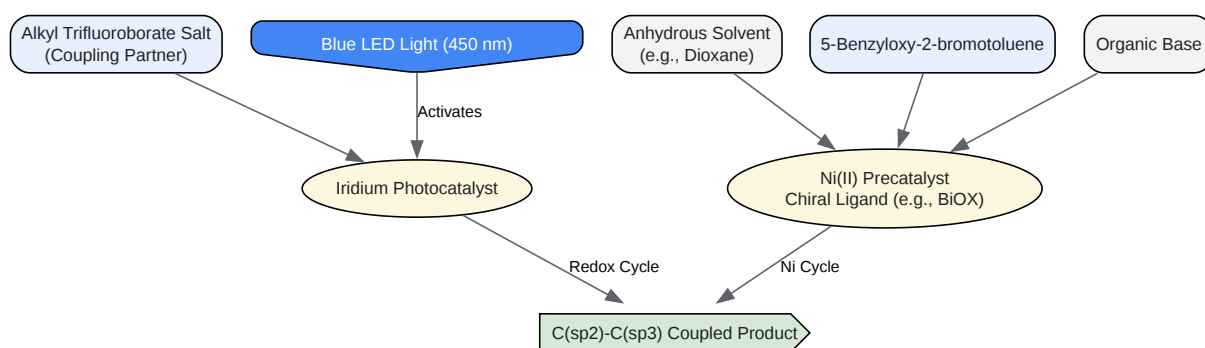 Alkyl Trifluoroborate Salt
(Coupling Partner)
Blue LED Light (450 nm)
Anhydrous Solvent
(e.g., Dioxane)
5-Benzyloxy-2-bromotoluene
Organic Base
Activates
Iridium Photocatalyst
Ni(II) Precatalyst
Chiral Ligand (e.g., BiOX)
Redox Cycle
Ni Cycle
C(sp2)-C(sp3) Coupled Product